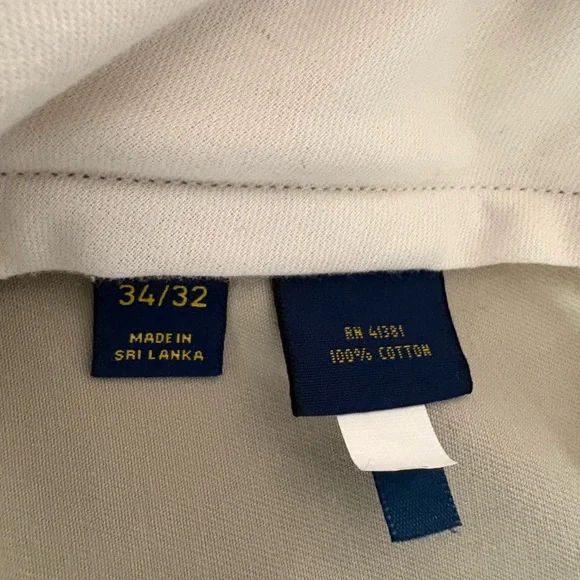 34/32
MADE IN
SRI LANKA
RN 41381
100% COTTON